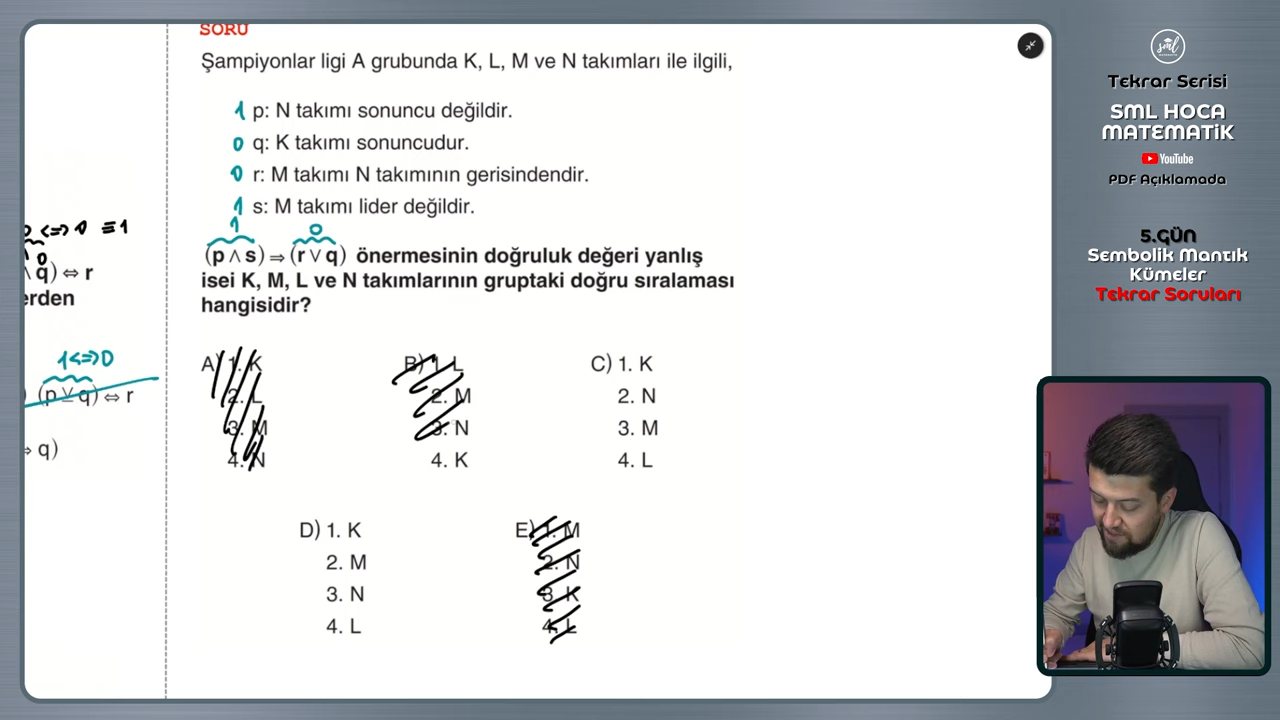 SORU
Şampiyonlar ligi A grubunda K, L, M ve N takımları ile ilgili,
1 p: N takımı sonuncu değildir.
0 q: K takımı sonuncudur.
0 r: M takımı N takımının gerisindendir.
1 s: M takımı lider değildir.
1 0
(p ∧ s) ⇒ (r ∨ q) önermesinin doğruluk değeri yanlış
isei K, M, L ve N takımlarının gruptaki doğru sıralaması
hangisidir?
A) 1. K
2. L
3. M
4. N
B) 1. L
2. M
3. N
4. K
C) 1. K
2. N
3. M
4. L
D) 1. K
2. M
3. N
4. L
E) 1. M
2. N
3. K
4. L
<=> 0 ≡ 1
0
q) ⇔ r
erden
1 <=> 0
(p ⊻ q) ⇔ r
⇒ q)
sml
Tekrar Serisi
SML HOCA
MATEMATİK
YouTube
PDF Açıklamada
5.GÜN
Sembolik Mantık
Kümeler
Tekrar Soruları